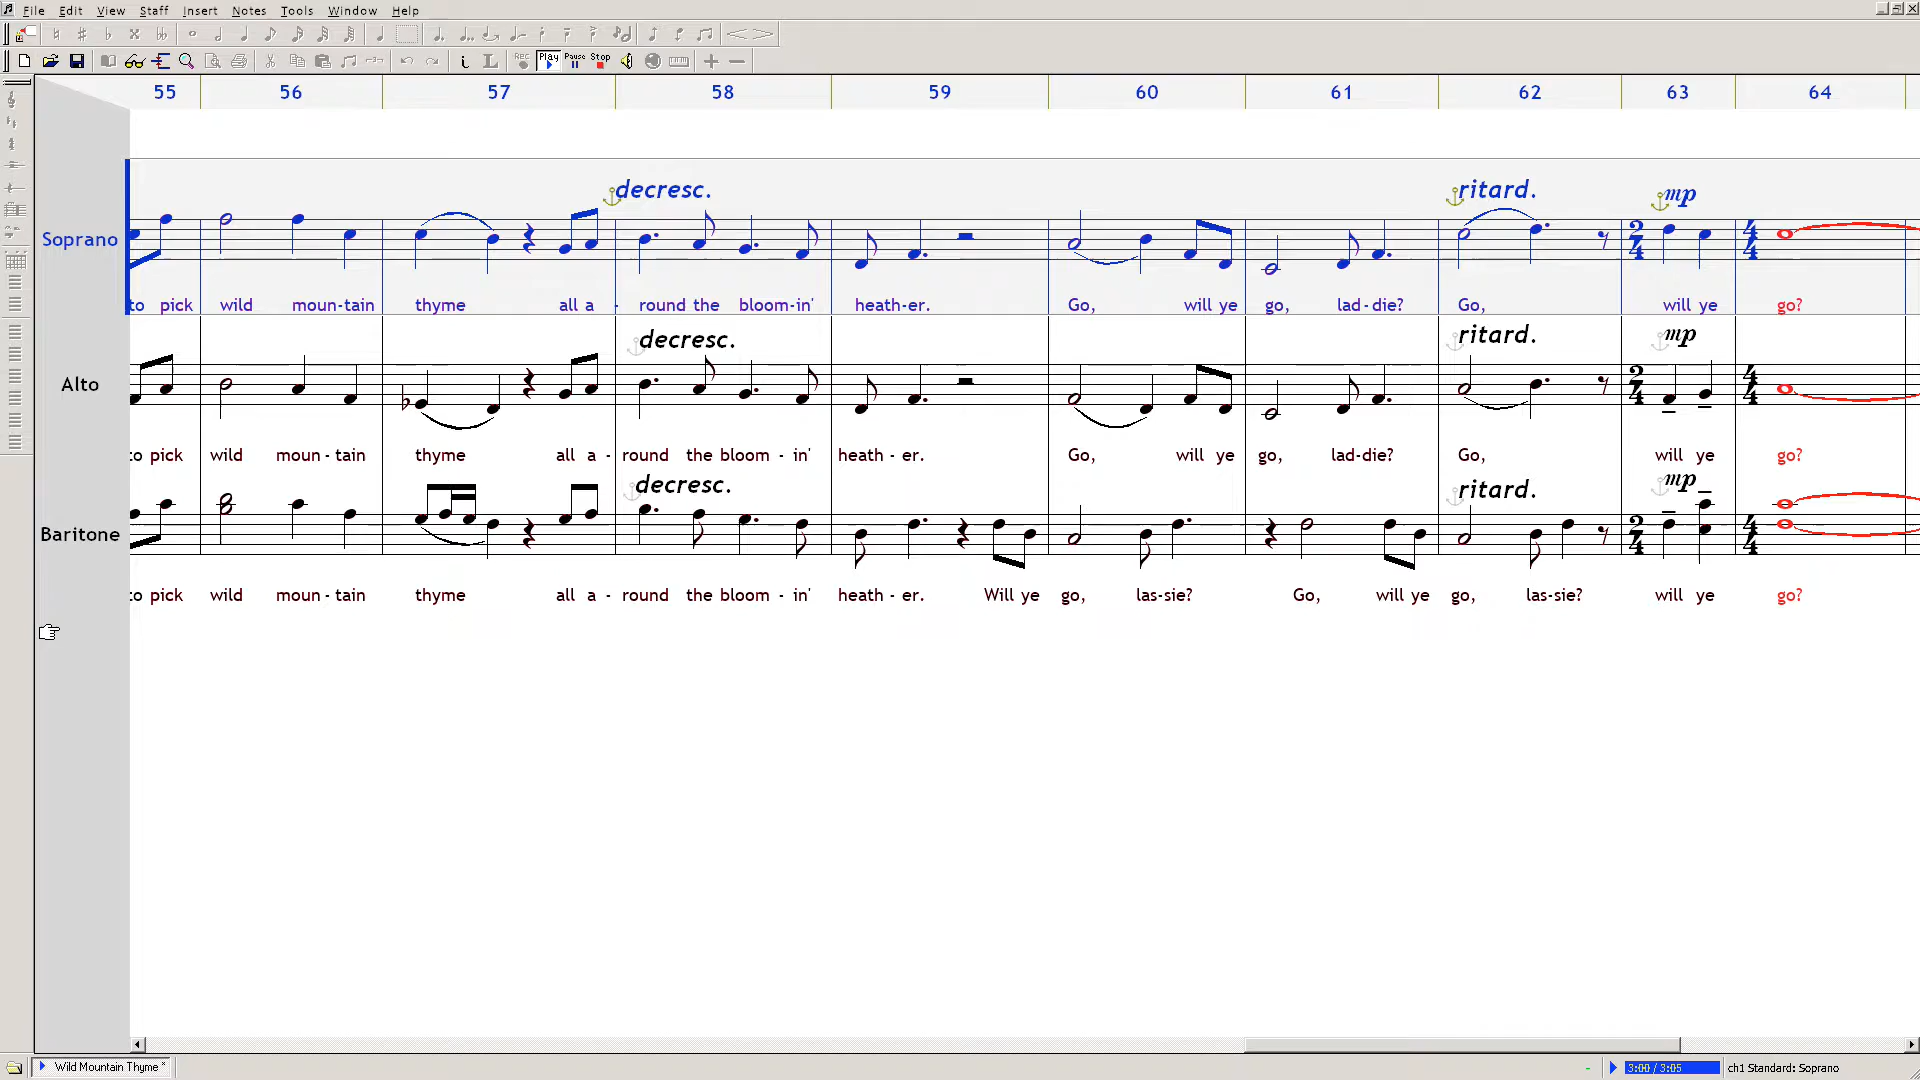 File Edit View Staff Insert Notes Tools Window Help
REC Play Pause Stop
55 56 57 58 59 60 61 62 63 64
decresc. ritard. mp
Soprano
to pick wild moun-tain thyme all a - round the bloom-in' heath-er. Go, will ye go, lad-die? Go, will ye go?
decresc. ritard. mp
Alto
to pick wild moun-tain thyme all a - round the bloom - in' heath - er. Go, will ye go, lad-die? Go, will ye go?
decresc. ritard. mp
Baritone
to pick wild moun-tain thyme all a - round the bloom - in' heath - er. Will ye go, las-sie? Go, will ye go, las-sie? will ye go?
Wild Mountain Thyme * 3:00 / 3:05 ch1 Standard: Soprano